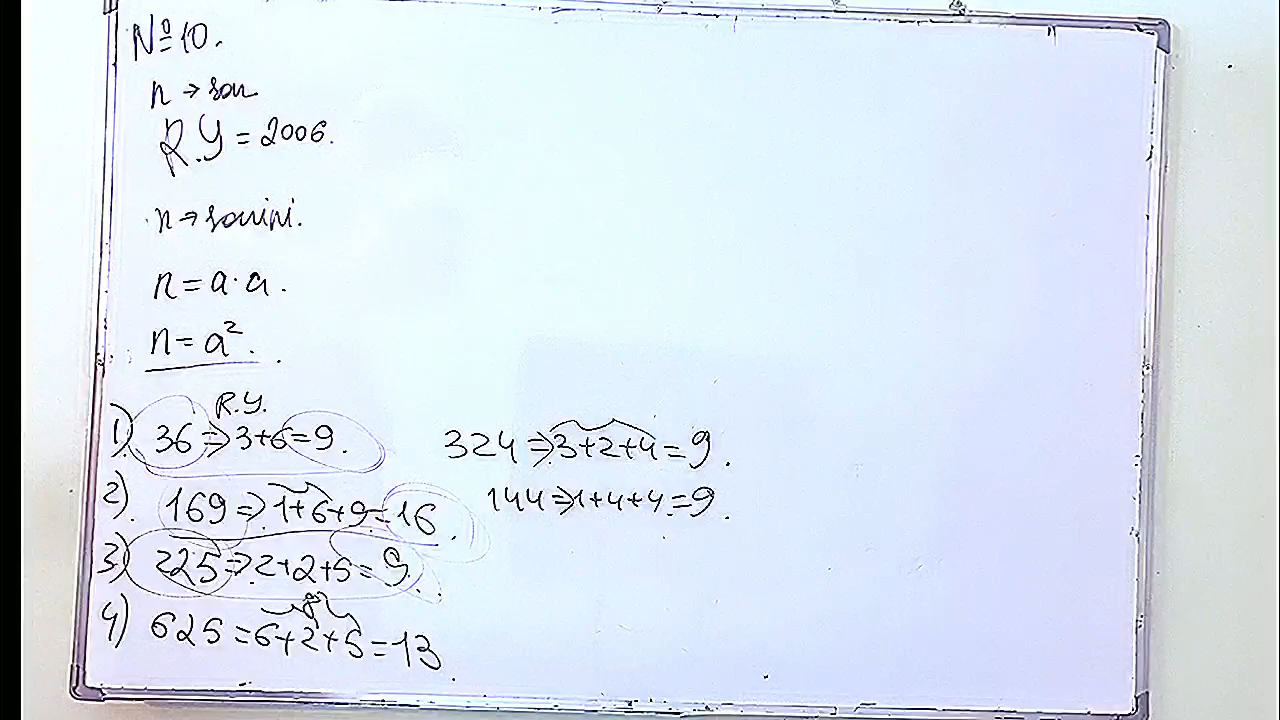 №10.
n → son
R.Y = 2006.
n → sonini.
n = a·a.
n = a².
R.Y.
1) 36 ⇒ 3+6=9.
2) 169 ⇒ 1+6+9=16.
3) 225 ⇒ 2+2+5=9.
8
4) 625 = 6+2+5=13
324 ⇒ 3+2+4=9.
144 ⇒ 1+4+4=9.